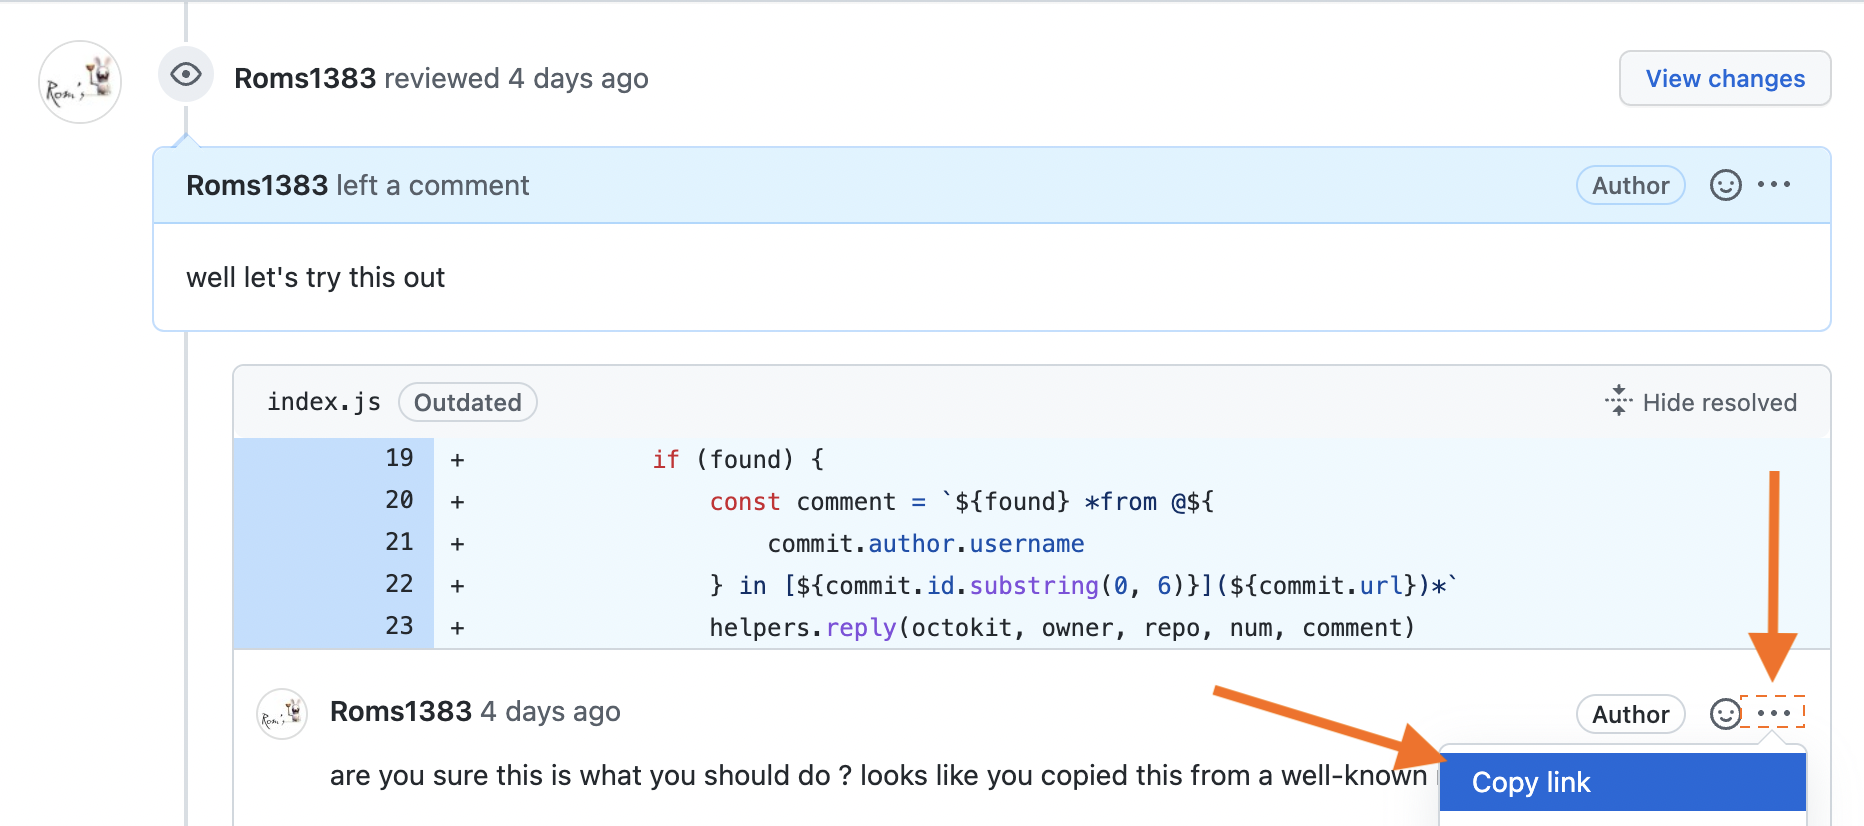 Rom's
Roms1383 reviewed 4 days ago
View changes
Roms1383 left a comment
Author
well let's try this out
index.js Outdated
Hide resolved
19 + if (found) {
20 + const comment = `${found} *from @${
21 + commit.author.username
22 + } in [${commit.id.substring(0, 6)}](${commit.url})*`
23 + helpers.reply(octokit, owner, repo, num, comment)
Rom's
Roms1383 4 days ago
Author
are you sure this is what you should do ? looks like you copied this from a well-known
Copy link